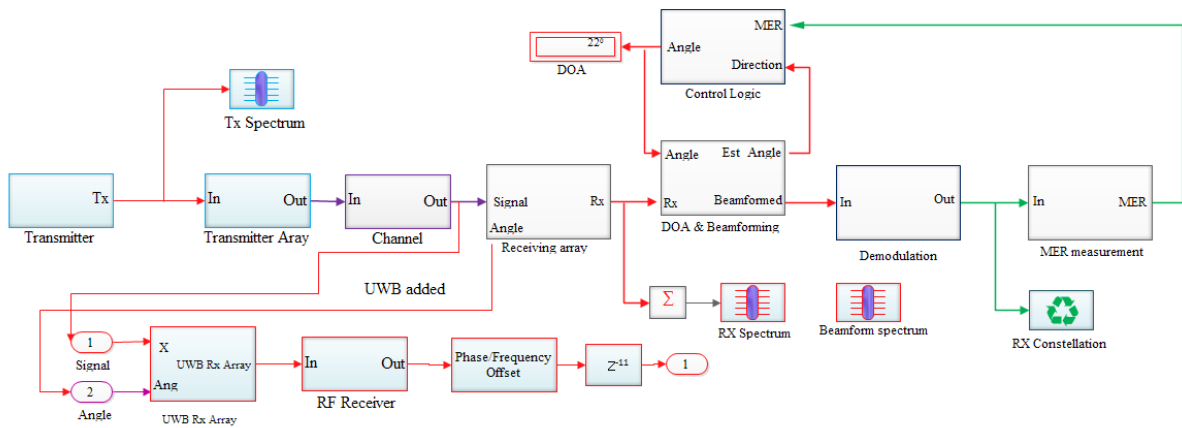 MER
22⁰
Angle
DOA
Direction
Control Logic
Tx Spectrum
Angle
Est Angle
Rx
Beamformed
DOA & Beamforming
Tx
Transmitter
In
Out
Transmitter Aray
In
Out
Channel
Signal
Rx
Angle
Receiving array
In
Out
Demodulation
In
MER
MER measurement
UWB added
Σ
RX Spectrum
Beamform spectrum
RX Constellation
1
Signal
2
Angle
X
UWB Rx Array
Ang
UWB Rx Array
In
Out
RF Receiver
Phase/Frequency
Offset
Z⁻¹¹
1